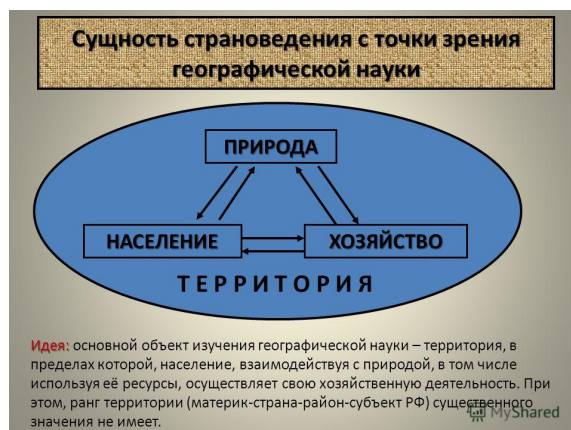 Сущность страноведения с точки зрения
географической науки
ПРИРОДА
НАСЕЛЕНИЕ
ХОЗЯЙСТВО
ТЕРРИТОРИЯ
Идея: основной объект изучения географической науки – территория, в
пределах которой, население, взаимодействуя с природой, в том числе
используя её ресурсы, осуществляет свою хозяйственную деятельность. При
этом, ранг территории (материк-страна-район-субъект РФ) существенного
значения не имеет.
MyShared